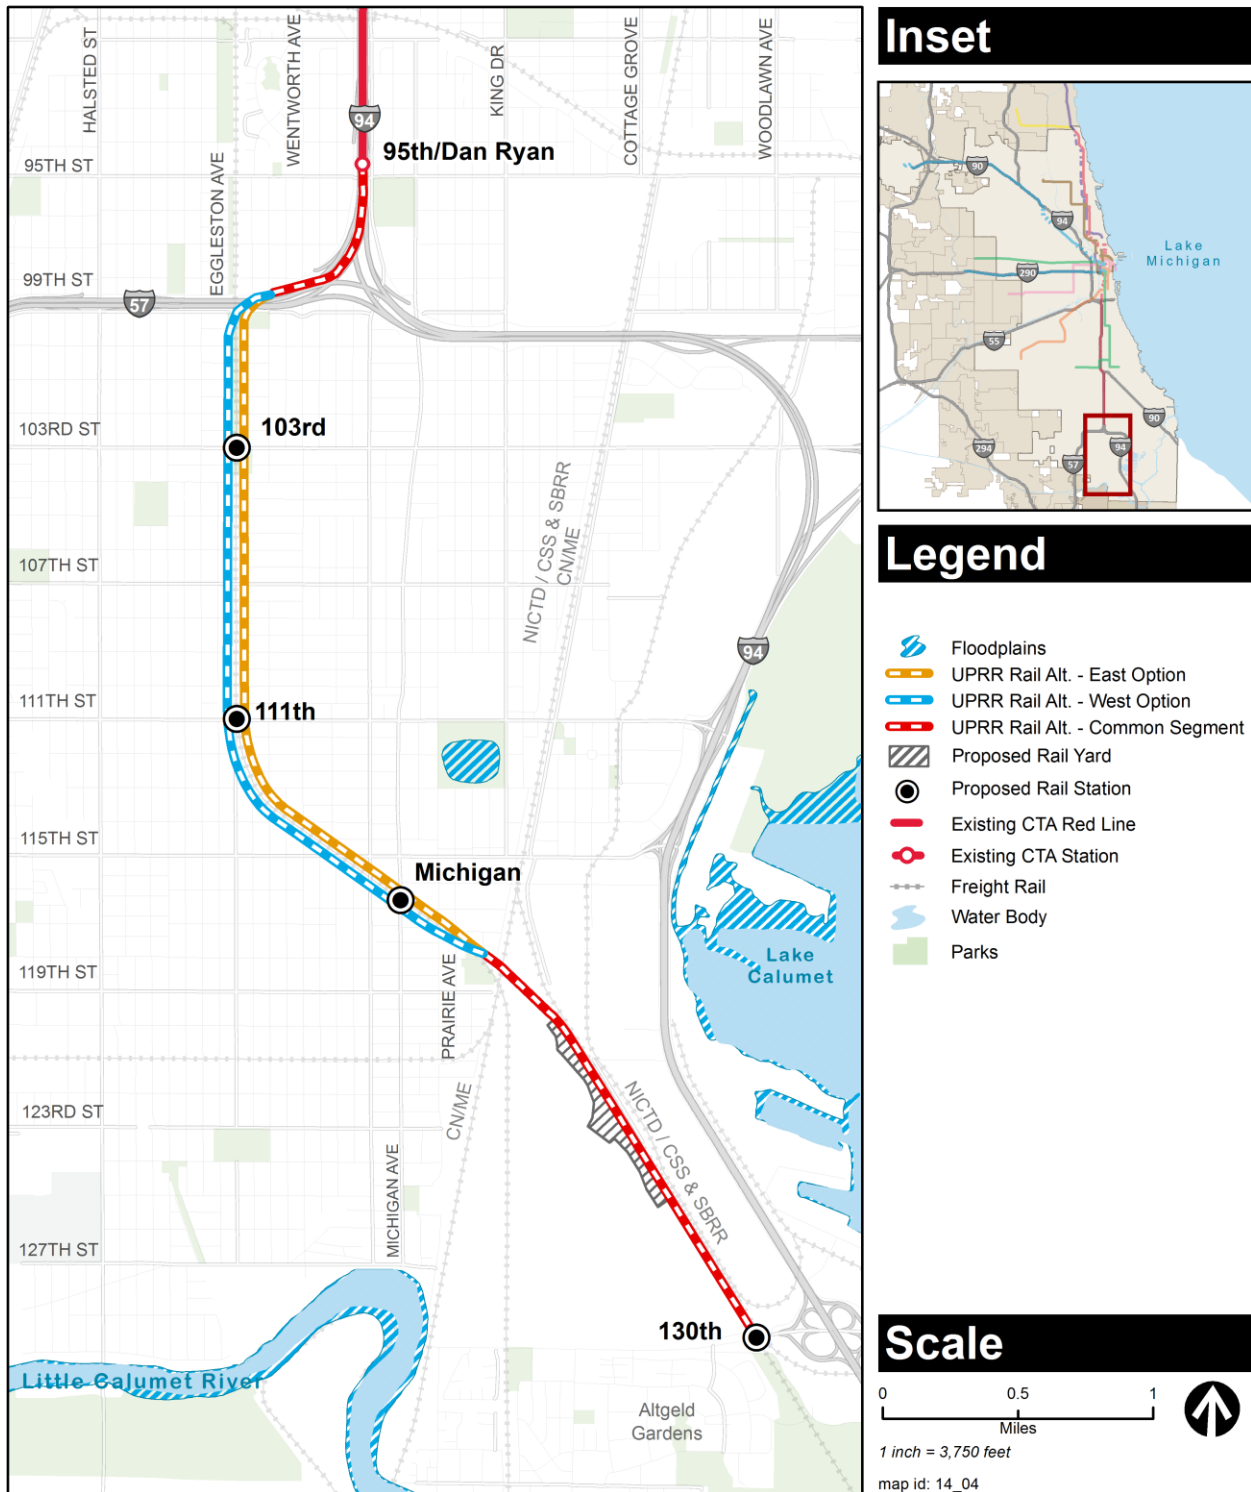 HALSTED ST
WENTWORTH AVE
KING DR
COTTAGE GROVE
WOODLAWN AVE
94
95th/Dan Ryan
95TH ST
EGGLESTON AVE
99TH ST
57
103rd
103RD ST
NICTD / CSS & SBRR
CN/ME
107TH ST
94
111th
111TH ST
115TH ST
Michigan
Lake
Calumet
119TH ST
PRAIRIE AVE
123RD ST
CN/ME
NICTD / CSS & SBRR
MICHIGAN AVE
127TH ST
130th
Little Calumet River
Altgeld
Gardens
Inset
90
94
Lake
Michigan
290
55
90
294
94
57
Legend
Floodplains
UPRR Rail Alt. - East Option
UPRR Rail Alt. - West Option
UPRR Rail Alt. - Common Segment
Proposed Rail Yard
Proposed Rail Station
Existing CTA Red Line
Existing CTA Station
Freight Rail
Water Body
Parks
Scale
0 0.5 1
Miles
1 inch = 3,750 feet
map id: 14_04